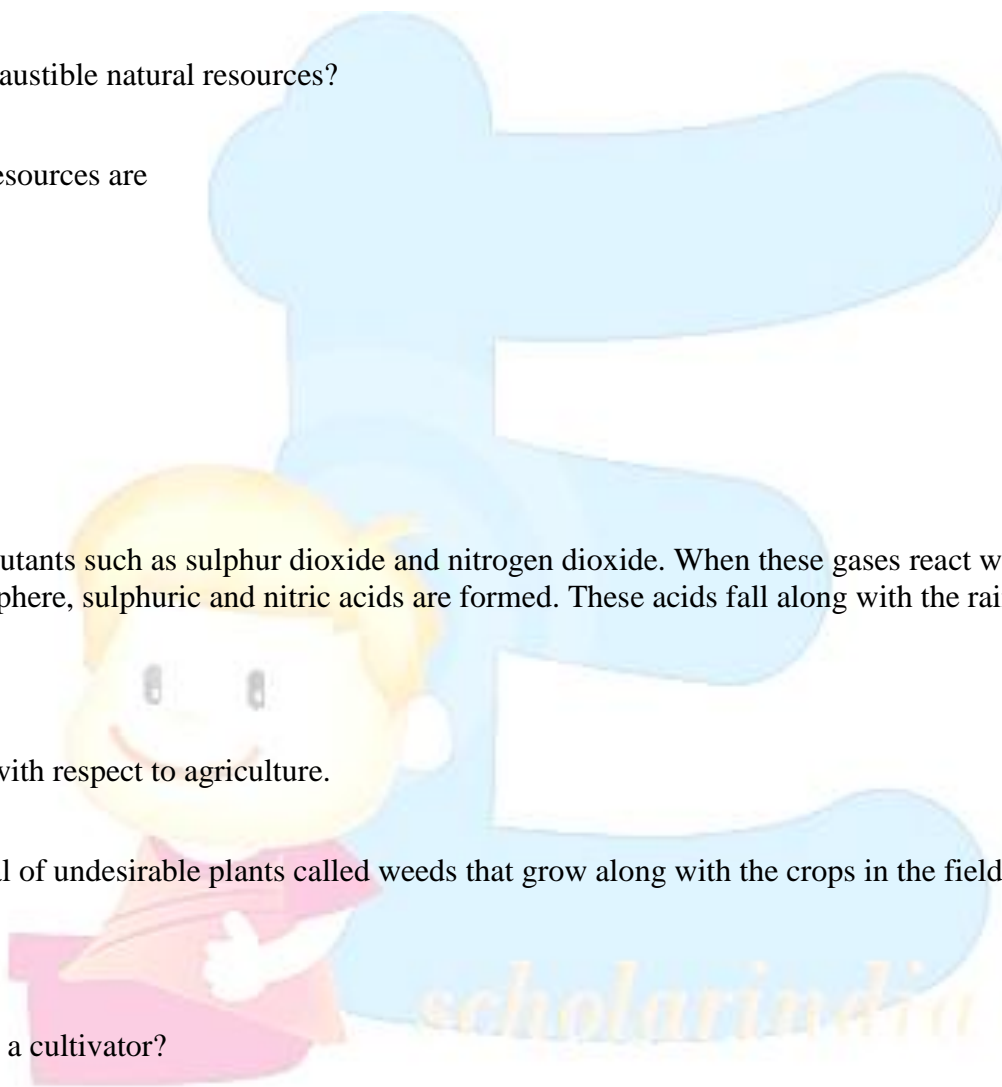 austible natural resources?
esources are
utants such as sulphur dioxide and nitrogen dioxide. When these gases react w
phere, sulphuric and nitric acids are formed. These acids fall along with the rai
with respect to agriculture.
al of undesirable plants called weeds that grow along with the crops in the field
scholarindia
a cultivator?